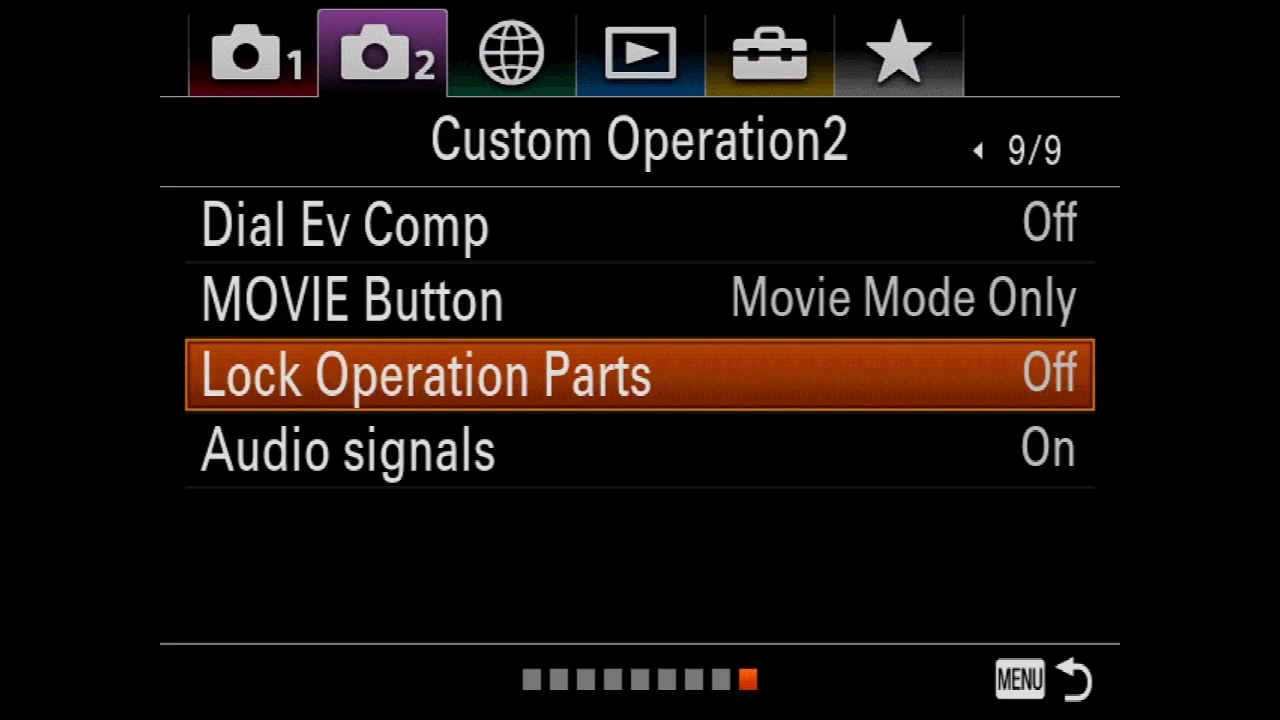 1 2
Custom Operation2 9/9
Dial Ev Comp Off
MOVIE Button Movie Mode Only
Lock Operation Parts Off
Audio signals On
MENU